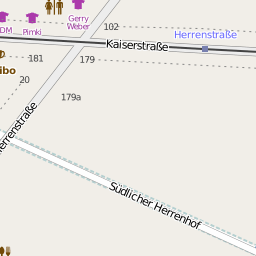 Gerry
Weber
102
DM
Pimki
Kaiserstraße
Herrenstraße
181
179
ibo
20
179a
Herrenstraße
Südlicher Herrenhof